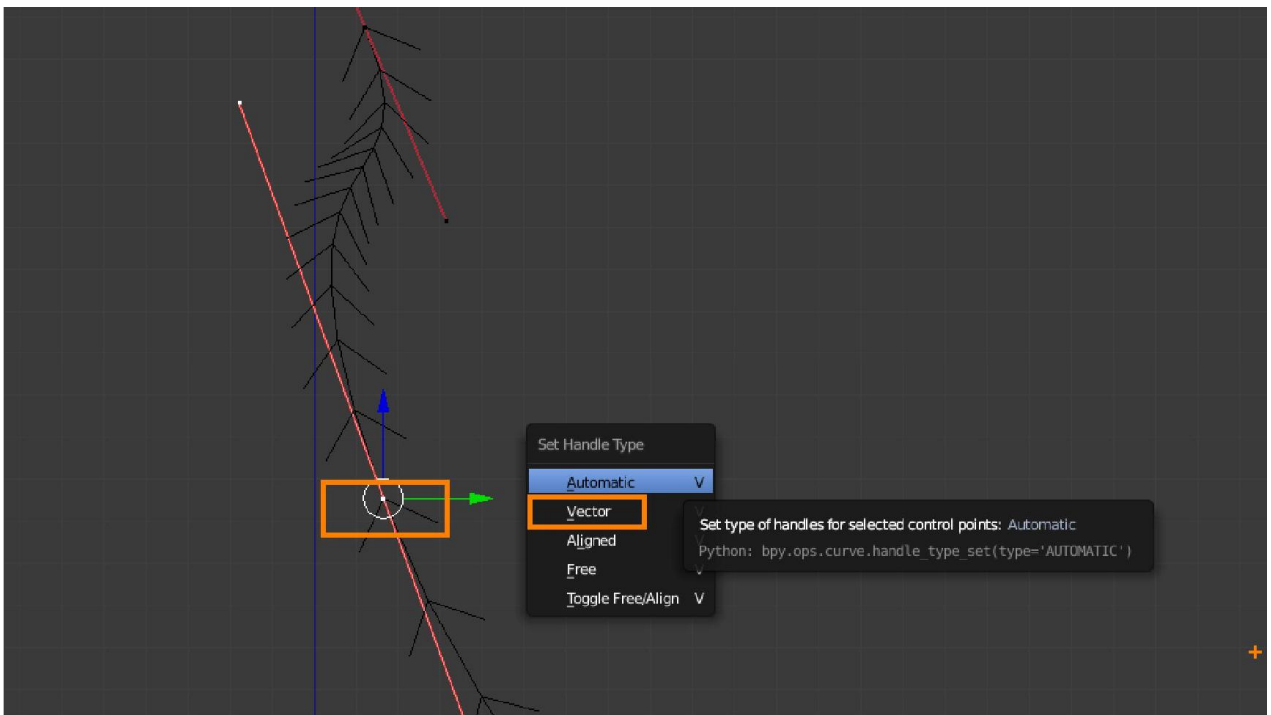 Set Handle Type
Automatic V
Vector
Set type of handles for selected control points: Automatic
Aligned
Python: bpy.ops.curve.handle_type_set(type='AUTOMATIC')
Free V
Toggle Free/Align V